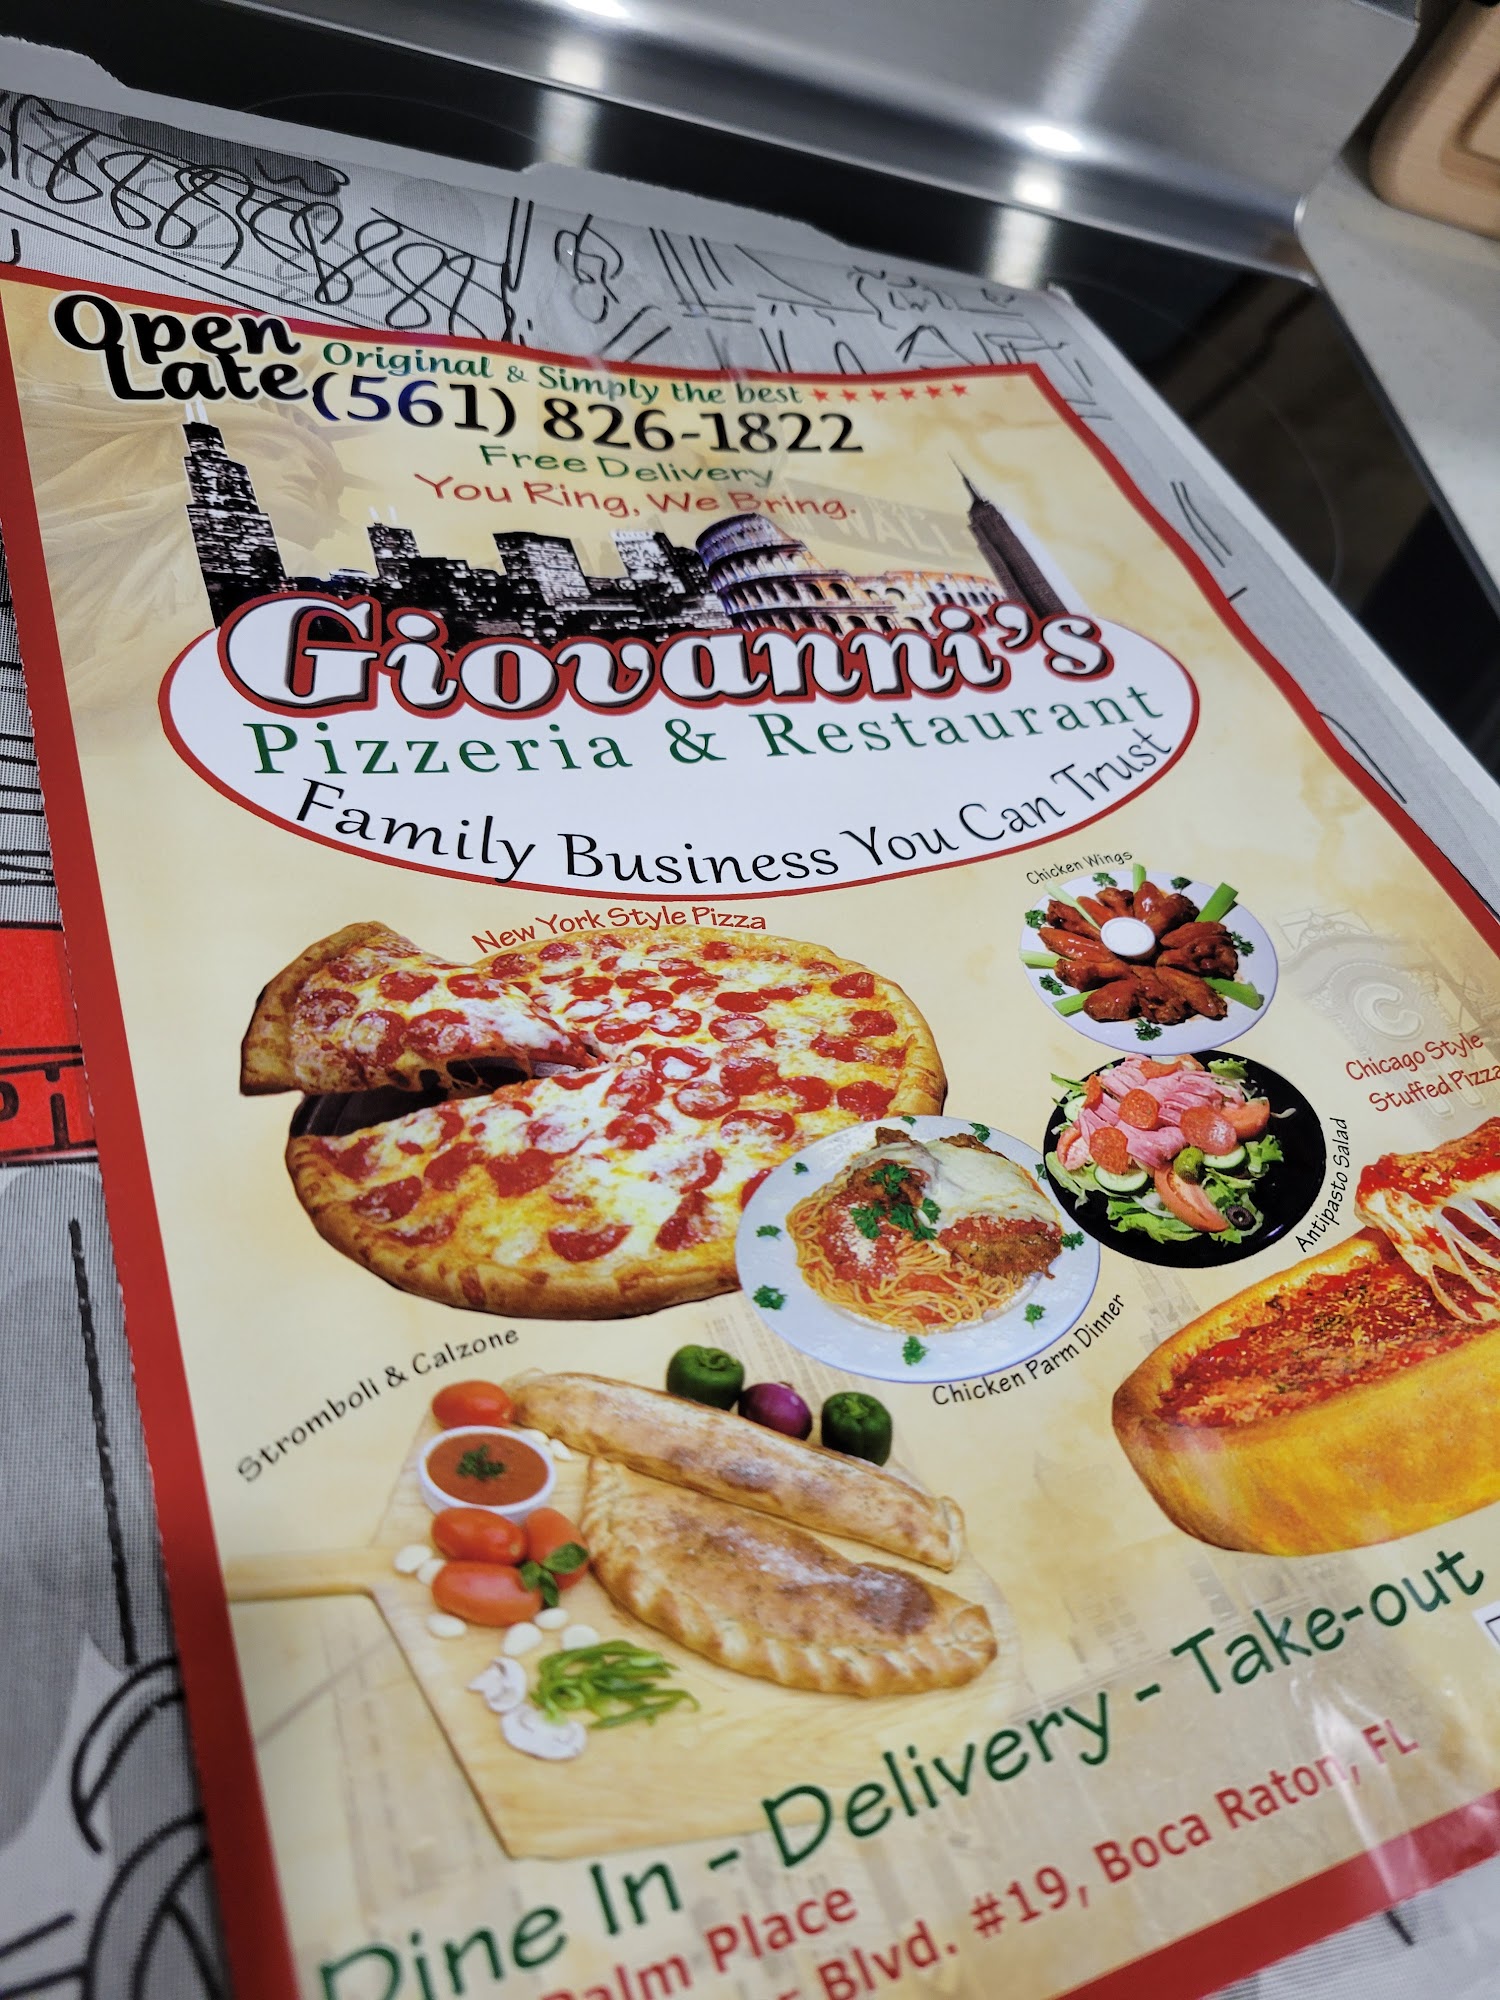 Open
Late
Original & Simply the best
(561) 826-1822
Free Delivery
You Ring, We Bring.
Giovanni's
Pizzeria & Restaurant
Family Business You Can Trust
New York Style Pizza
Chicken Wings
Chicago Style
Stuffed Pizza
Antipasto Salad
Chicken Parm Dinner
Stromboli & Calzone
Dine In - Delivery - Take-out
Palm Place
Blvd. #19, Boca Raton, FL